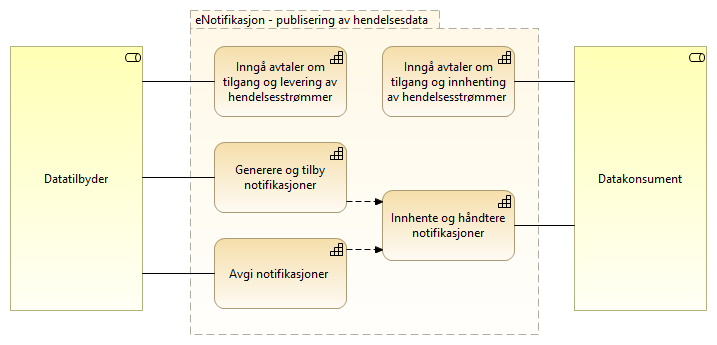 eNotifikasjon - publisering av hendelsesdata
Datatilbyder
Inngå avtaler om
tilgang og levering av
hendelsesstrømmer
Inngå avtaler om
tilgang og innhenting
av hendelsesstrømmer
Generere og tilby
notifikasjoner
Innhente og håndtere
notifikasjoner
Avgi notifikasjoner
Datakonsument